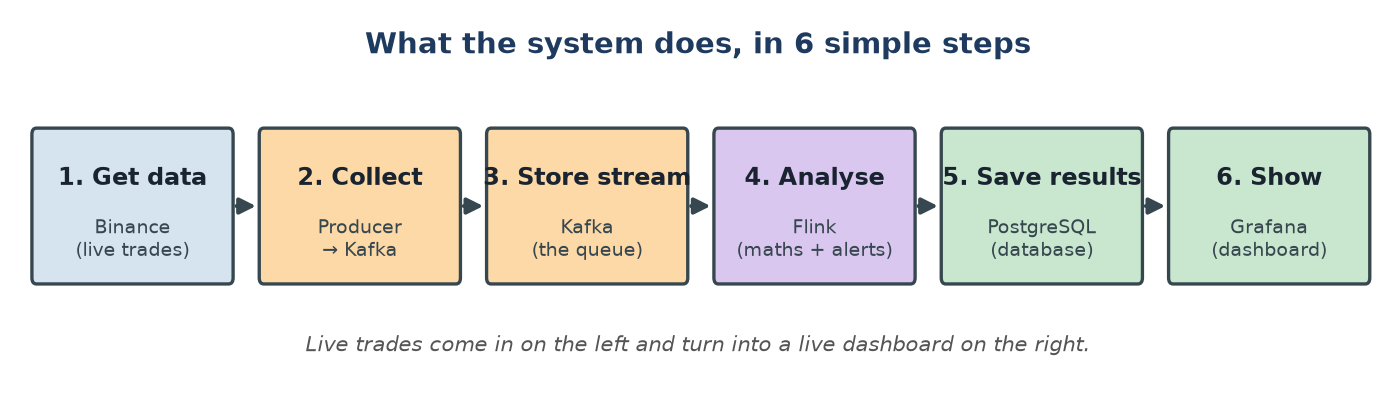 What the system does, in 6 simple steps
1. Get data
Binance
(live trades)
2. Collect
Producer
→ Kafka
3. Store stream
Kafka
(the queue)
4. Analyse
Flink
(maths + alerts)
5. Save results
PostgreSQL
(database)
6. Show
Grafana
(dashboard)
Live trades come in on the left and turn into a live dashboard on the right.